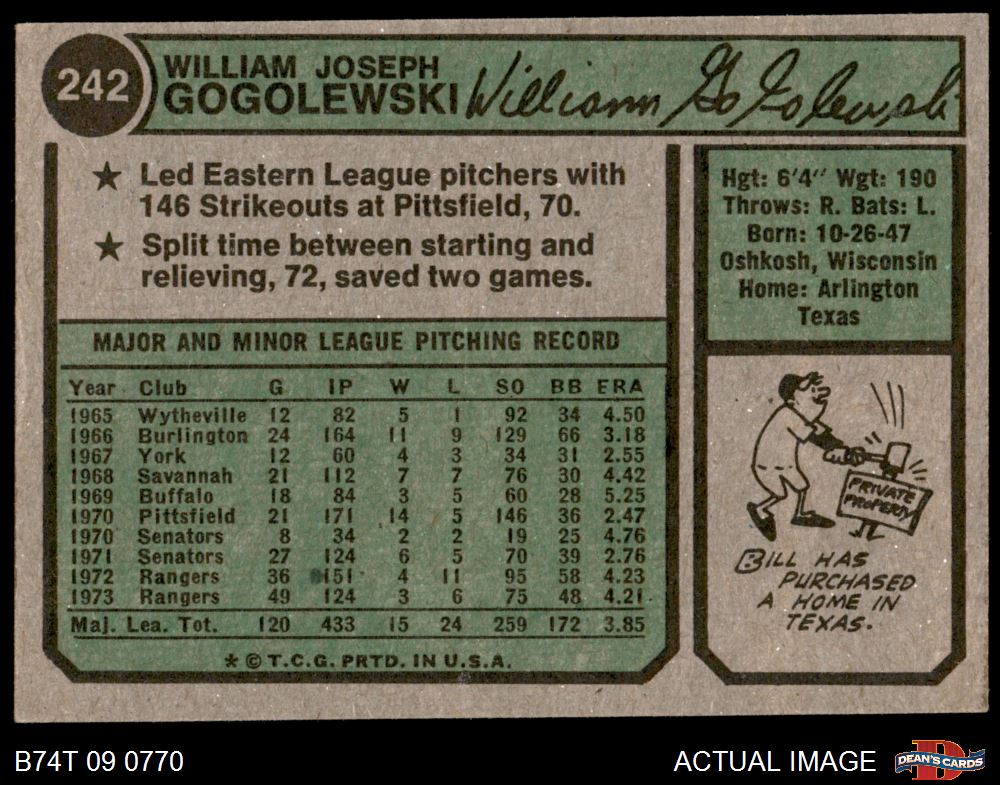 242
WILLIAM JOSEPH
GOGOLEWSKI
William GoGolewski
★ Led Eastern League pitchers with
146 Strikeouts at Pittsfield, 70.
★ Split time between starting and
relieving, 72, saved two games.
Hgt: 6'4" Wgt: 190
Throws: R. Bats: L.
Born: 10-26-47
Oshkosh, Wisconsin
Home: Arlington
Texas
MAJOR AND MINOR LEAGUE PITCHING RECORD
Year Club G IP W L SO BB ERA
1965 Wytheville 12 82 5 1 92 34 4.50
1966 Burlington 24 164 11 9 129 66 3.18
1967 York 12 60 4 3 34 31 2.55
1968 Savannah 21 112 7 7 76 30 4.42
1969 Buffalo 18 84 3 5 60 28 5.25
1970 Pittsfield 21 171 14 5 146 36 2.47
1970 Senators 8 34 2 2 19 25 4.76
1971 Senators 27 124 6 5 70 39 2.76
1972 Rangers 36 151 4 11 95 58 4.23
1973 Rangers 49 124 3 6 75 48 4.21
Maj. Lea. Tot. 120 433 15 24 259 172 3.85
* © T.C.G. PRTD. IN U.S.A.
PRIVATE
PROPERTY
BILL HAS
PURCHASED
A HOME IN
TEXAS.
B74T 09 0770
ACTUAL IMAGE
DEAN'S CARDS